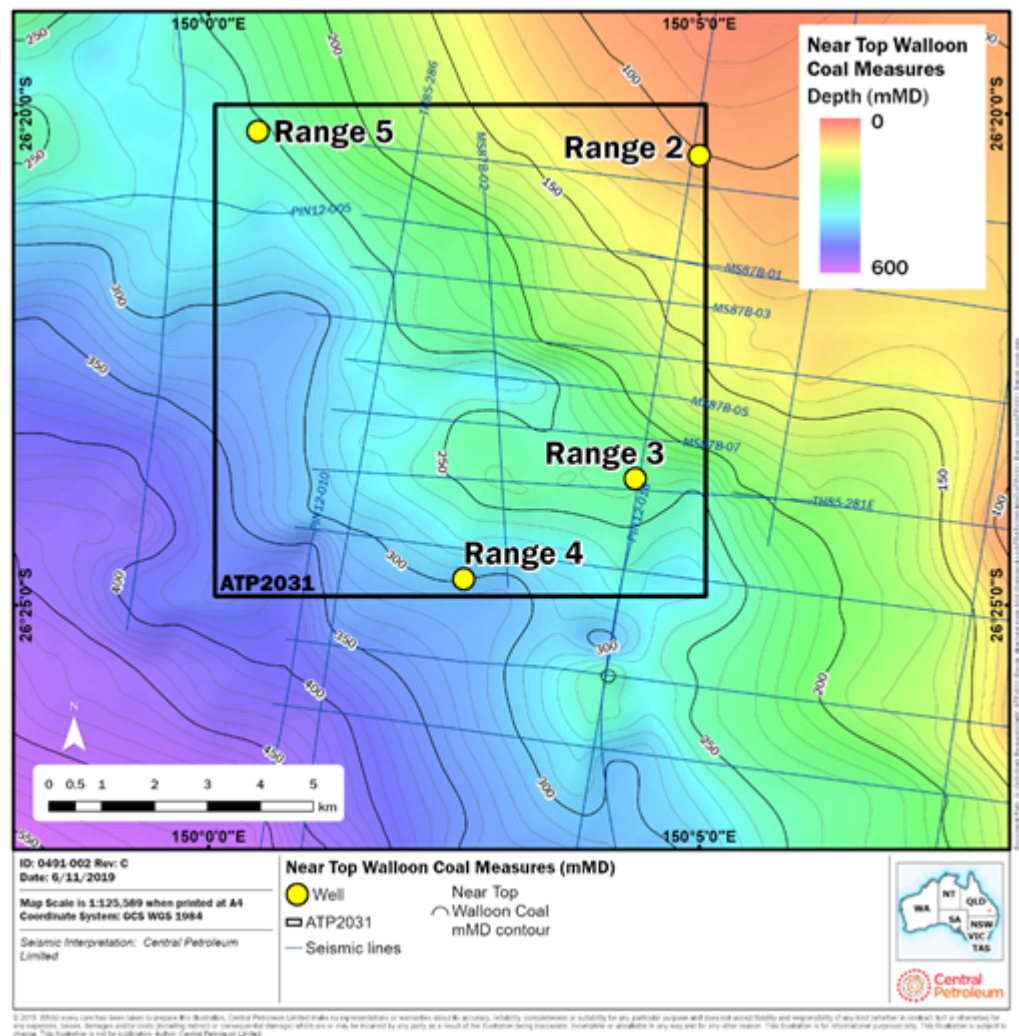 150°0'0"E
150°5'0"E
250
200
100
Near Top Walloon
Coal Measures
Depth (mMD)
0
600
26°20'0"S
26°20'0"S
TH85-286
Range 5
MS87B-02
Range 2
250
150
PIN12-005
MS87B-01
300
MS87B-03
350
MS87B-05
MS87B-07
Range 3
250
150
PIN12-010
TH85-281E
100
Range 4
300
400
ATP2031
26°25'0"S
26°25'0"S
350
300
400
200
450
250
300
N
0 0.5 1 2 3 4 5
km
550
150°0'0"E
150°5'0"E
ID: 0491-002 Rev: C
Date: 6/11/2019
Map Scale is 1:125,589 when printed at A4
Coordinate System: GCS WGS 1984
Seismic Interpretation: Central Petroleum
Limited
Near Top Walloon Coal Measures (mMD)
Well
ATP2031
Seismic lines
Near Top
Walloon Coal
mMD contour
WA
NT
QLD
SA
NSW
VIC
TAS
Central
Petroleum